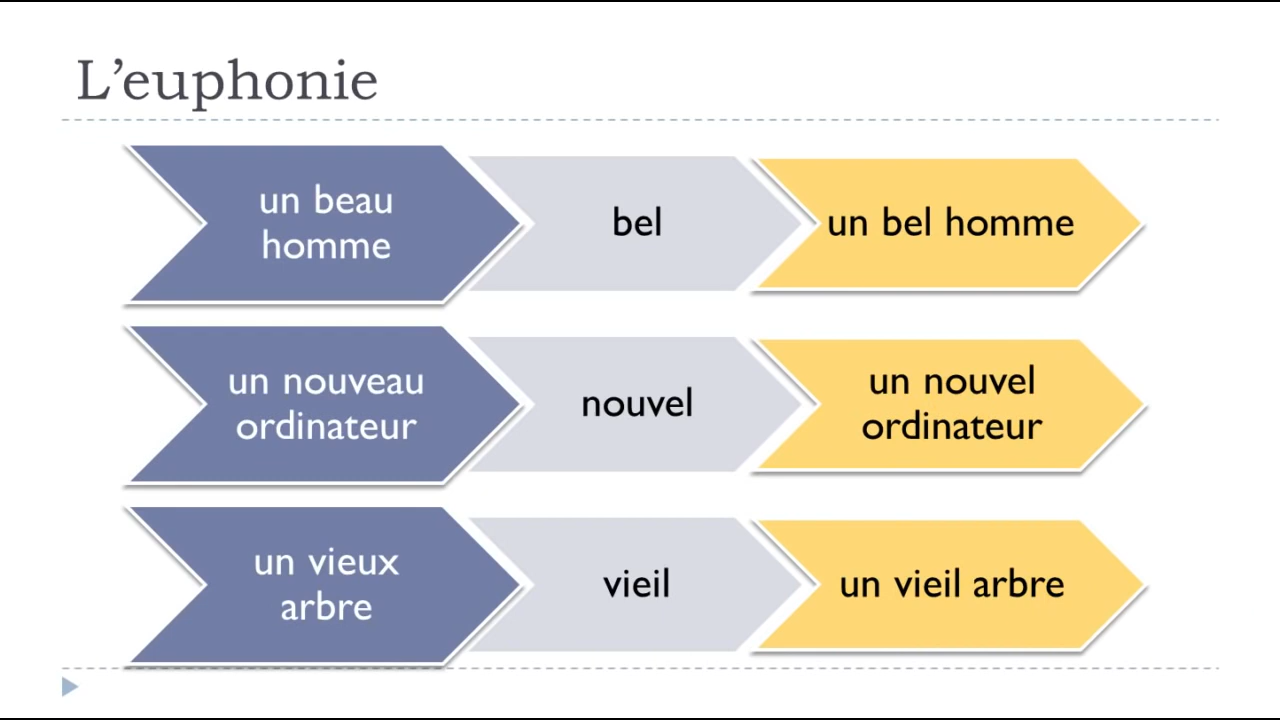 L’euphonie
un beau
homme
bel
un bel homme
un nouveau
ordinateur
nouvel
un nouvel
ordinateur
un vieux
arbre
vieil
un vieil arbre